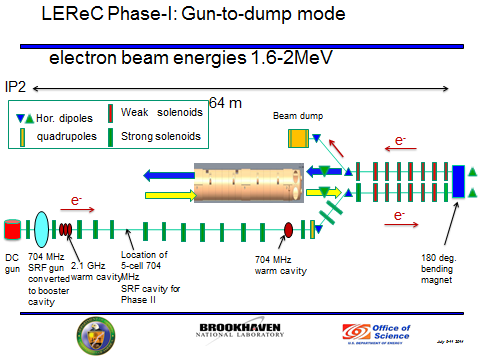 LEReC Phase-I: Gun-to-dump mode
electron beam energies 1.6-2MeV
IP2
64 m
Hor. dipoles
Weak solenoids
quadrupoles
Strong solenoids
Beam dump
e-
e-
e-
DC
gun
704 MHz
SRF gun
converted
to booster
cavity
2.1 GHz
warm cavity
Location of
5-cell 704
MHz
SRF cavity for
Phase II
704 MHz
warm cavity
180 deg.
bending
magnet
BROOKHAVEN
NATIONAL LABORATORY
Office of
Science
U.S. DEPARTMENT OF ENERGY